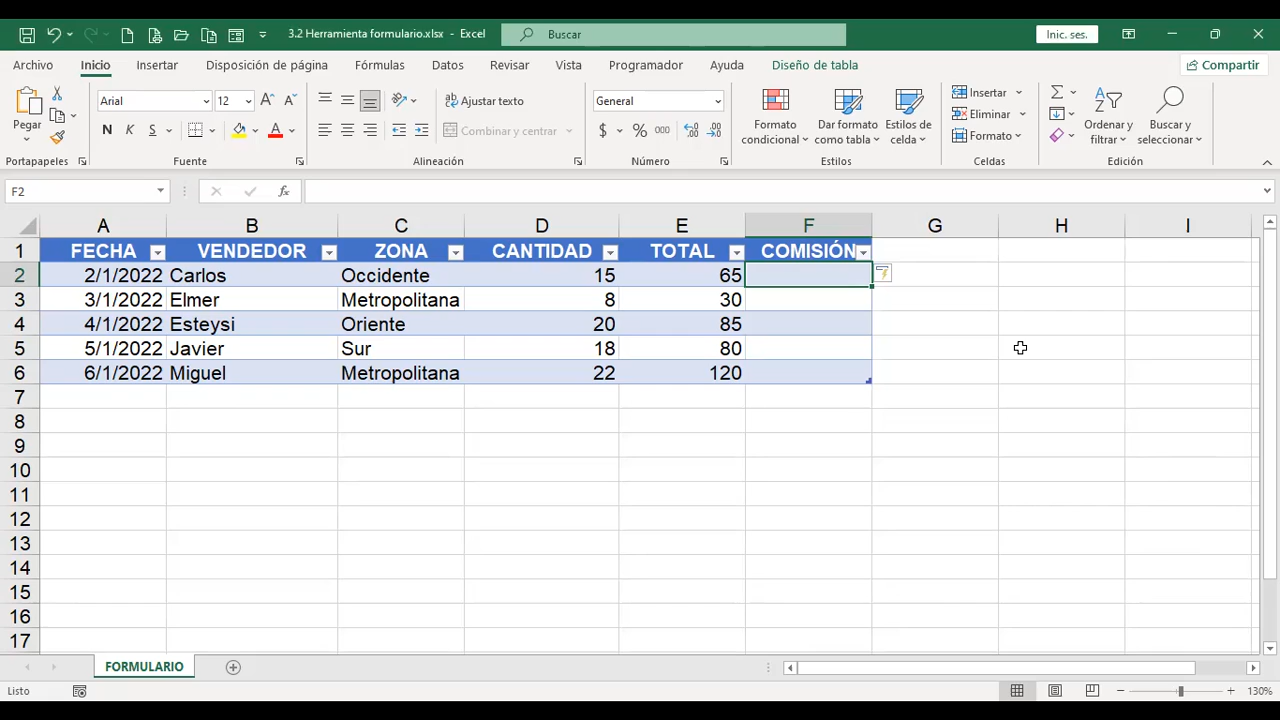 3.2 Herramienta formulario.xlsx - Excel
Buscar
Inic. ses.
Archivo Inicio Insertar Diseño de página Fórmulas Datos Revisar Vista Programador Ayuda Diseño de tabla Compartir
Pegar
Portapapeles
Arial 12
N K S
Fuente
Ajustar texto
Combinar y centrar
Alineación
General
$ % 000
Número
Formato condicional
Dar formato como tabla
Estilos de celda
Estilos
Insertar
Eliminar
Formato
Celdas
Ordenar y filtrar
Buscar y seleccionar
Edición
F2 fx
A B C D E F G H I
1 FECHA VENDEDOR ZONA CANTIDAD TOTAL COMISIÓN
2 2/1/2022 Carlos Occidente 15 65
3 3/1/2022 Elmer Metropolitana 8 30
4 4/1/2022 Esteysi Oriente 20 85
5 5/1/2022 Javier Sur 18 80
6 6/1/2022 Miguel Metropolitana 22 120
7
8
9
10
11
12
13
14
15
16
17
FORMULARIO
Listo 130%